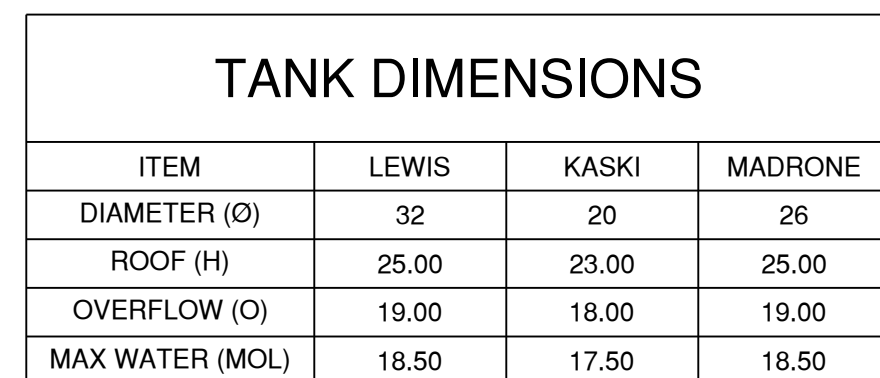 TANK DIMENSIONS
ITEM LEWIS KASKI MADRONE
DIAMETER (Ø) 32 20 26
ROOF (H) 25.00 23.00 25.00
OVERFLOW (O) 19.00 18.00 19.00
MAX WATER (MOL) 18.50 17.50 18.50